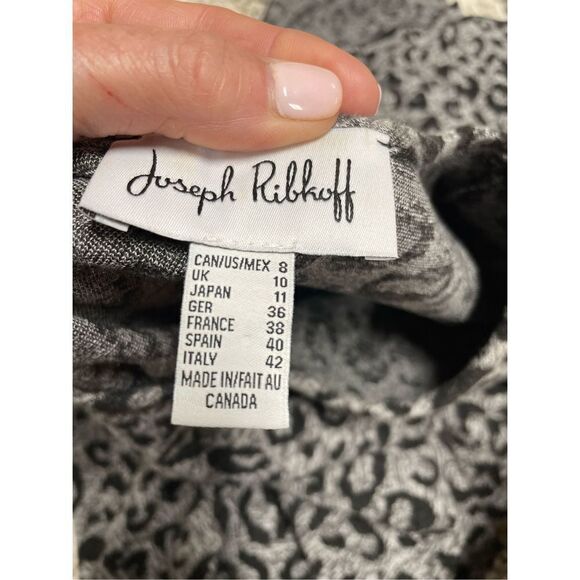 Joseph Ribkoff
CAN/US/MEX 8
UK 10
JAPAN 11
GER 36
FRANCE 38
SPAIN 40
ITALY 42
MADE IN/FAIT AU
CANADA